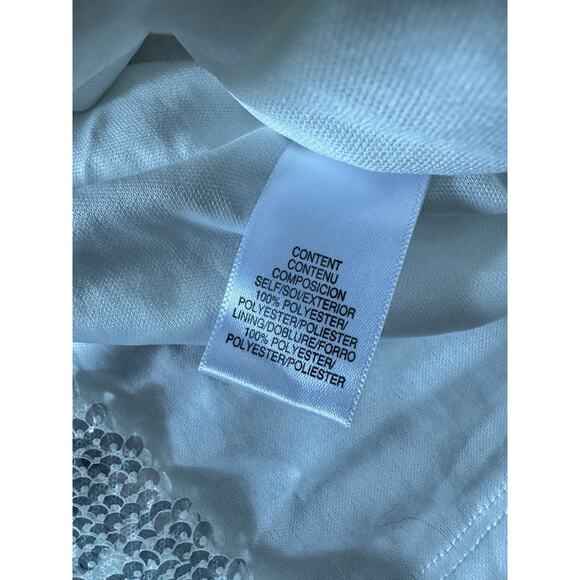 CONTENT
CONTENU
COMPOSICION
SELF/SOI/EXTERIOR
100% POLYESTER/
POLYESTER/POLIESTER
LINING/DOBLURE/FORRO
100% POLYESTER/
POLYESTER/POLIESTER